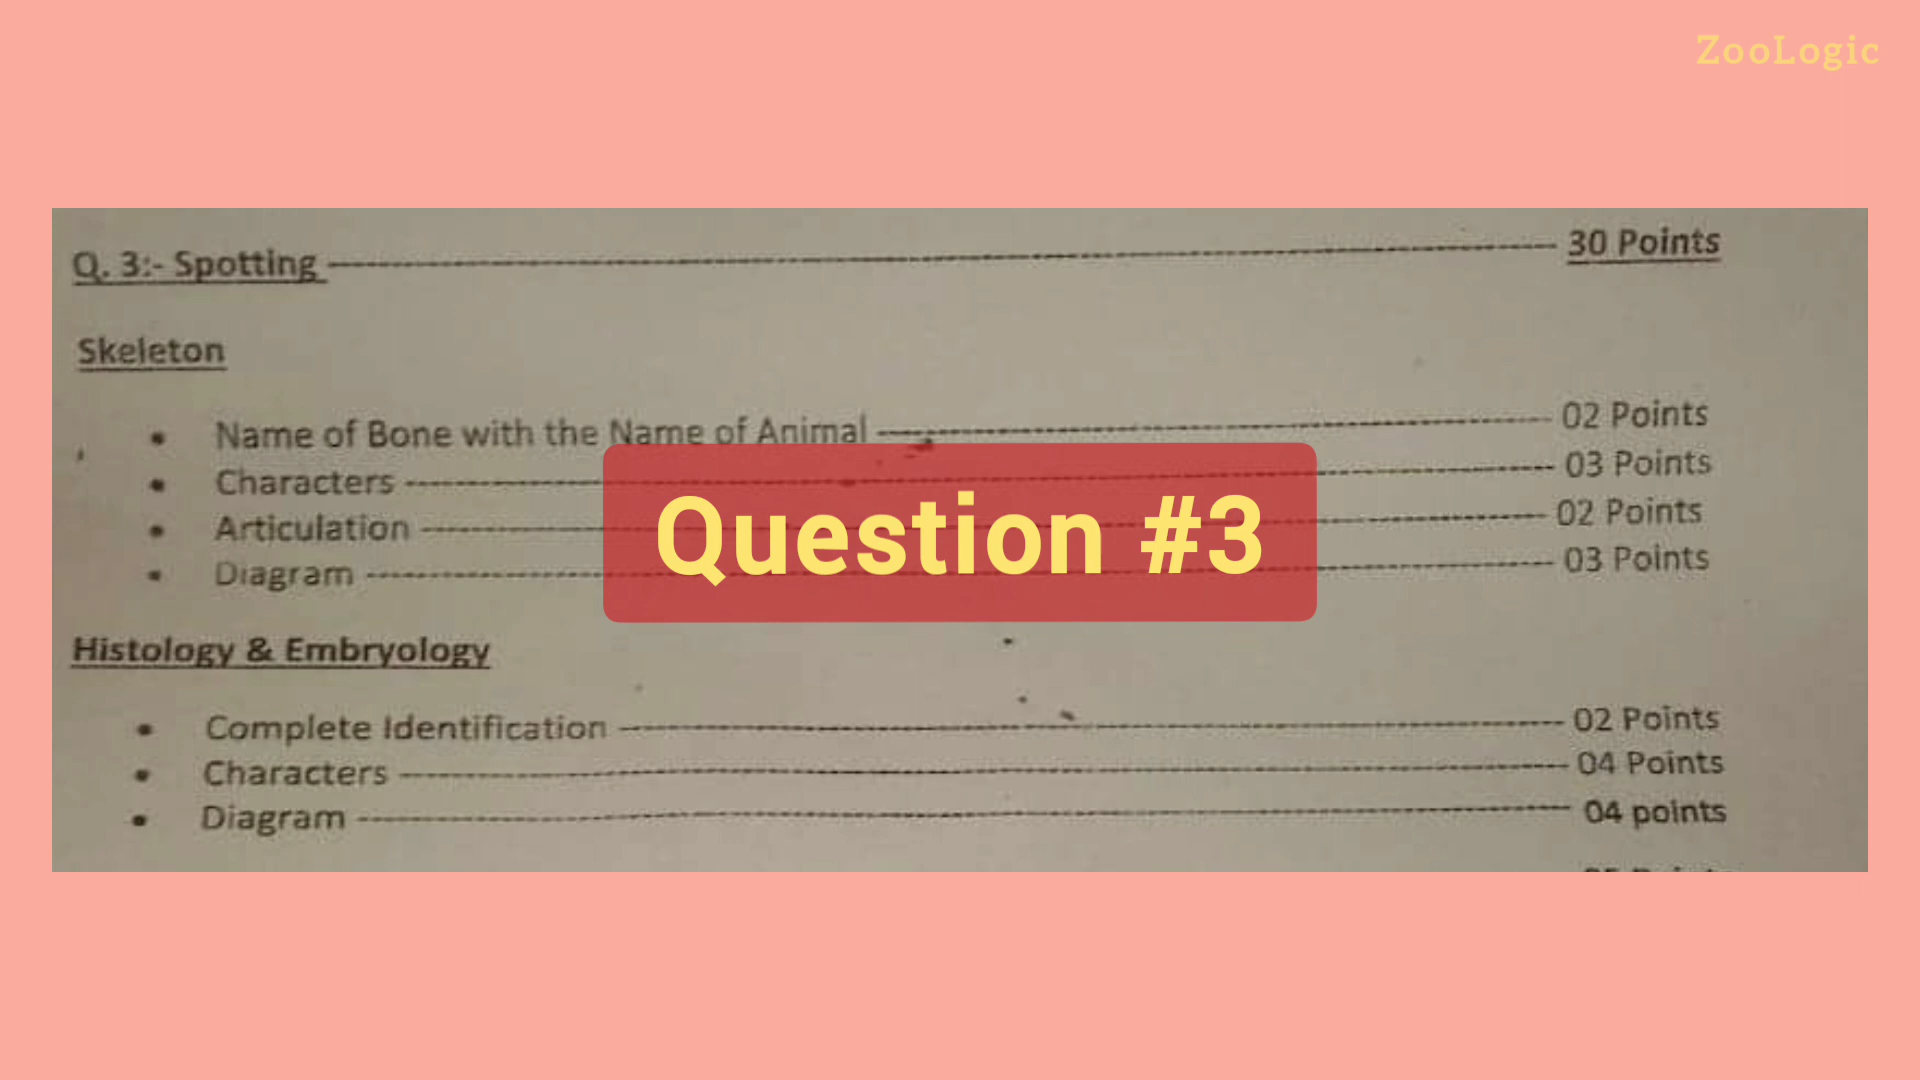 ZooLogic
Q. 3:- Spotting ---------- 30 Points
Skeleton
• Name of Bone with the Name of Animal ---------- 02 Points
• Characters ---------- 03 Points
• Articulation ---------- 02 Points
• Diagram ---------- 03 Points
Question #3
Histology & Embryology
• Complete Identification ---------- 02 Points
• Characters ---------- 04 Points
• Diagram ---------- 04 points